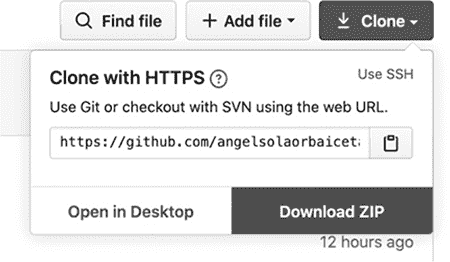 Find file
Add file
Clone
Clone with HTTPS ?
Use SSH
Use Git or checkout with SVN using the web URL.
https://github.com/angelsolaorbaiceta
Open in Desktop
Download ZIP
12 hours ago